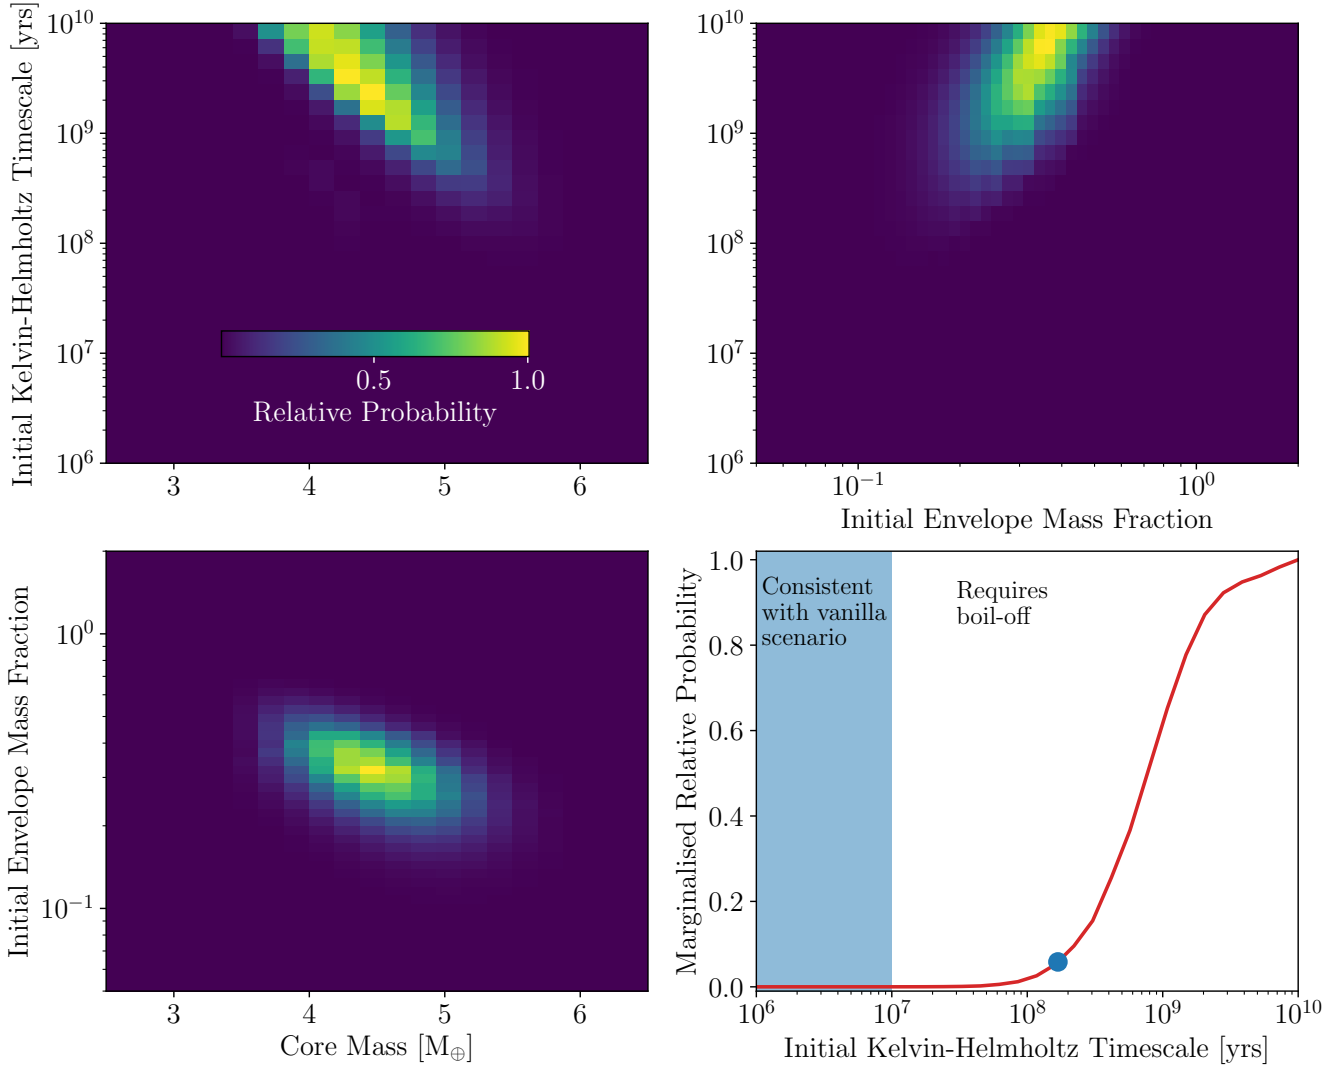 Initial Kelvin-Helmholtz Timescale [yrs]
10^10
10^9
10^8
10^7
10^6
3
4
5
6
0.5
1.0
Relative Probability
10^10
10^9
10^8
10^7
10^6
10^−1
10^0
Initial Envelope Mass Fraction
Initial Envelope Mass Fraction
10^0
10^−1
3
4
5
6
Core Mass [M⊕]
Marginalised Relative Probability
1.0
0.8
0.6
0.4
0.2
0.0
Consistent
with vanilla
scenario
Requires
boil-off
10^6
10^7
10^8
10^9
10^10
Initial Kelvin-Helmholtz Timescale [yrs]